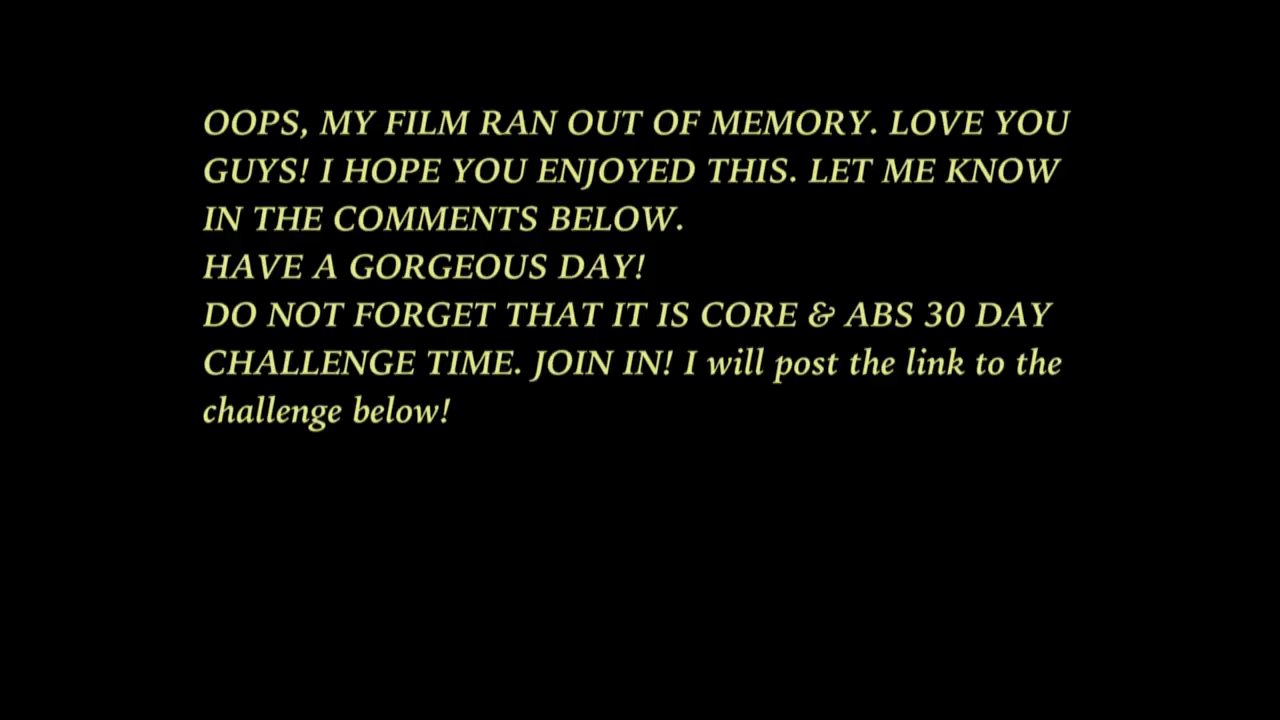 OOPS, MY FILM RAN OUT OF MEMORY. LOVE YOU
GUYS! I HOPE YOU ENJOYED THIS. LET ME KNOW
IN THE COMMENTS BELOW.
HAVE A GORGEOUS DAY!
DO NOT FORGET THAT IT IS CORE & ABS 30 DAY
CHALLENGE TIME. JOIN IN! I will post the link to the
challenge below!